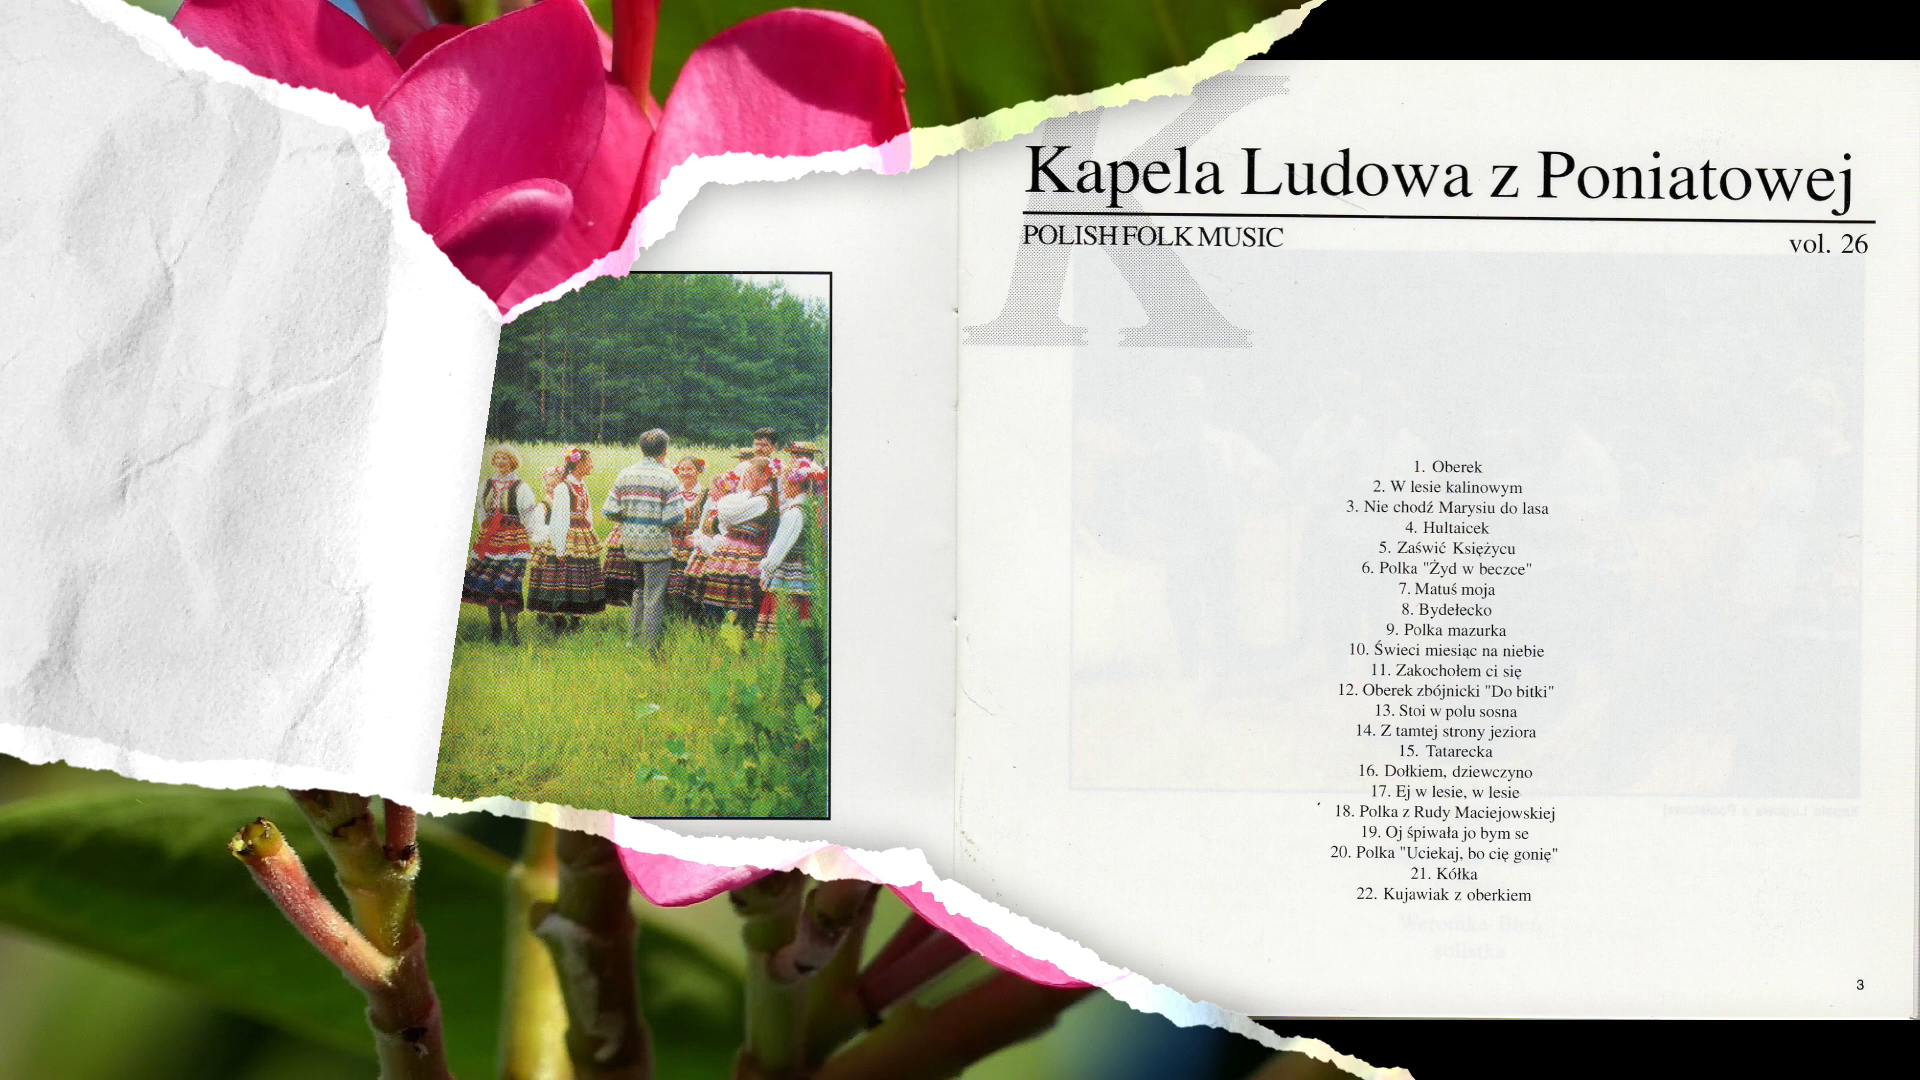 K
Kapela Ludowa z Poniatowej
POLISH FOLK MUSIC
vol. 26
1. Oberek
2. W lesie kalinowym
3. Nie chodź Marysiu do lasa
4. Hultaicek
5. Zaświć Księżycu
6. Polka "Żyd w beczce"
7. Matuś moja
8. Bydełecko
9. Polka mazurka
10. Świeci miesiąc na niebie
11. Zakochołem ci się
12. Oberek zbójnicki "Do bitki"
13. Stoi w polu sosna
14. Z tamtej strony jeziora
15. Tatarecka
16. Dołkiem, dziewczyno
17. Ej w lesie, w lesie
18. Polka z Rudy Maciejowskiej
19. Oj śpiwała jo bym se
20. Polka "Uciekaj, bo cię gonię"
21. Kółka
22. Kujawiak z oberkiem
3